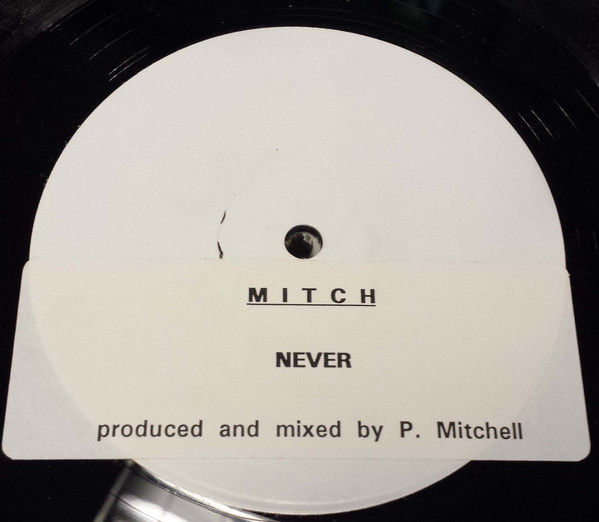 MITCH
NEVER
produced and mixed by P. Mitchell